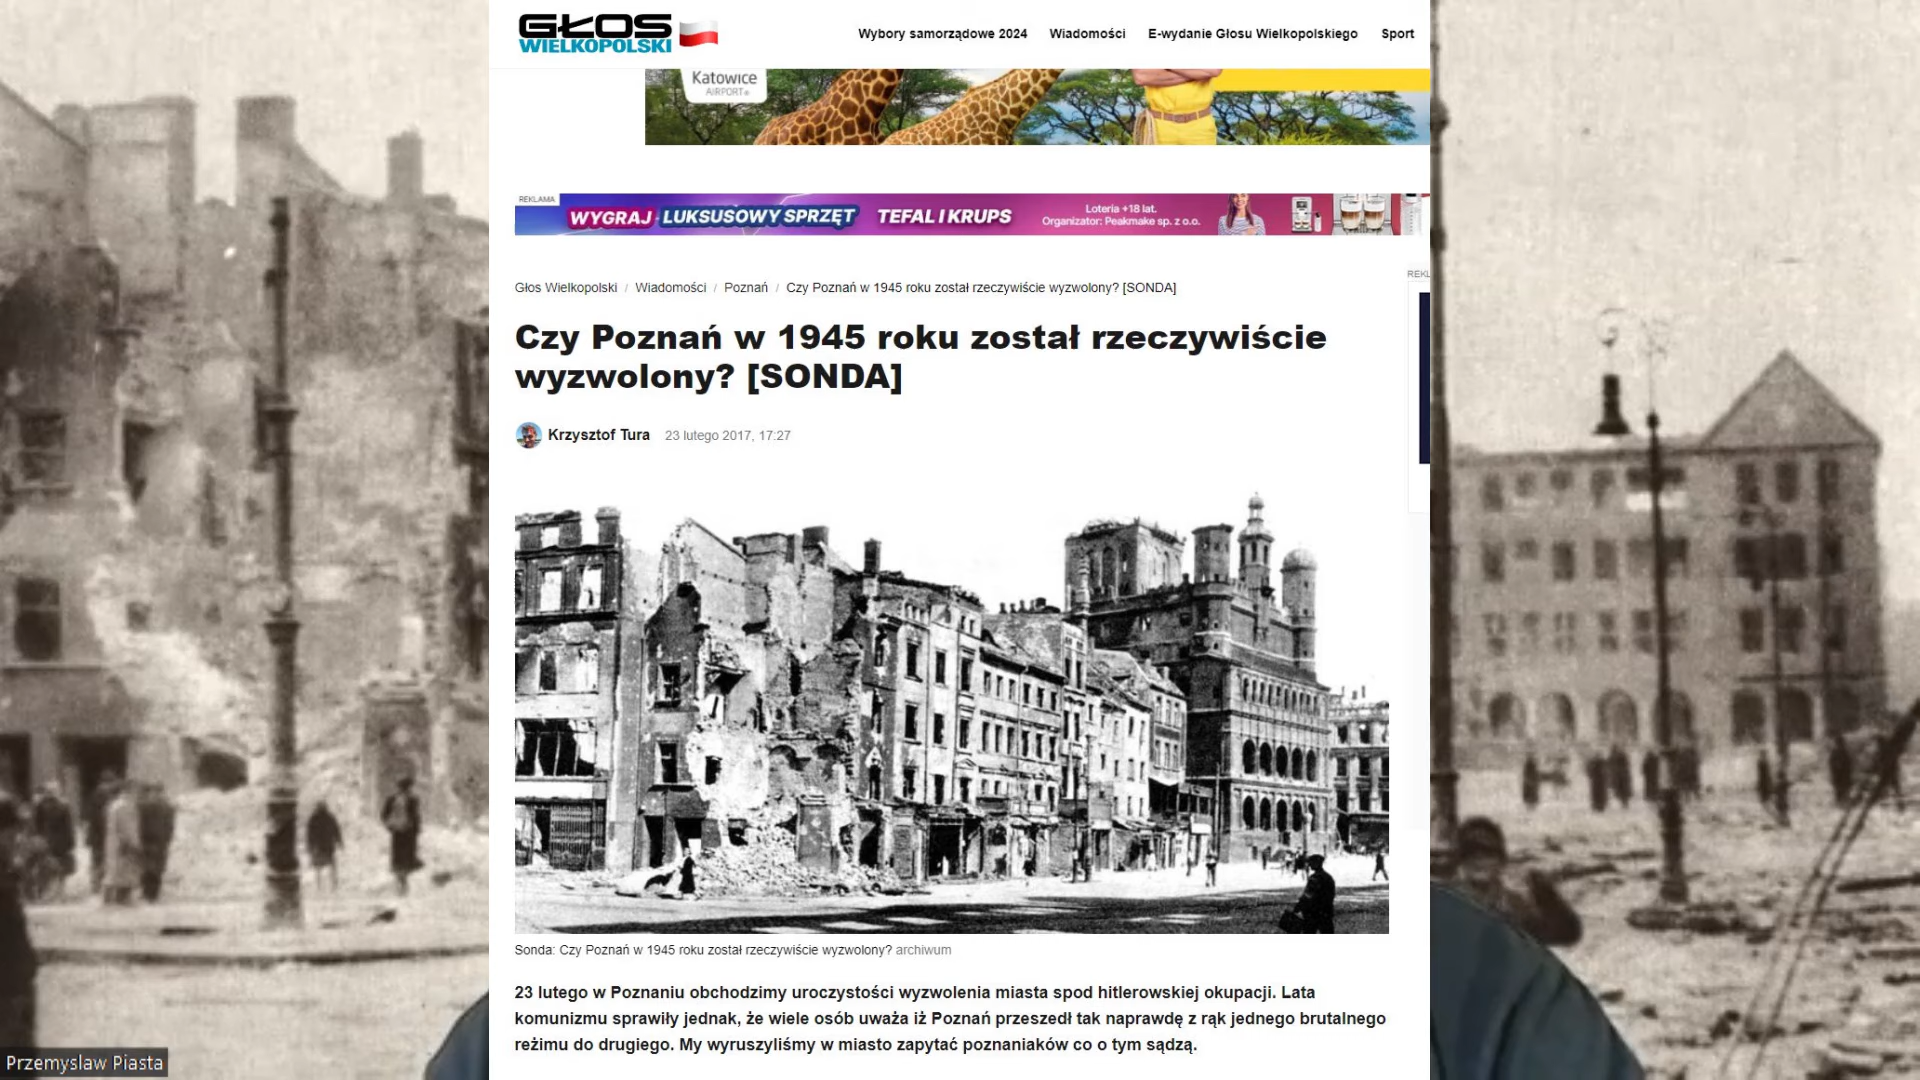 GŁOS
WIELKOPOLSKI
Wybory samorządowe 2024 Wiadomości E-wydanie Głosu Wielkopolskiego Sport
Katowice
AIRPORT
REKLAMA
WYGRAJ LUKSUSOWY SPRZĘT TEFAL I KRUPS
Loteria +18 lat.
Organizator: Peakmake sp. z o.o.
REKL
Głos Wielkopolski / Wiadomości / Poznań / Czy Poznań w 1945 roku został rzeczywiście wyzwolony? [SONDA]
Czy Poznań w 1945 roku został rzeczywiście
wyzwolony? [SONDA]
Krzysztof Tura 23 lutego 2017, 17:27
Sonda: Czy Poznań w 1945 roku został rzeczywiście wyzwolony? archiwum
23 lutego w Poznaniu obchodzimy uroczystości wyzwolenia miasta spod hitlerowskiej okupacji. Lata
komunizmu sprawiły jednak, że wiele osób uważa iż Poznań przeszedł tak naprawdę z rąk jednego brutalnego
reżimu do drugiego. My wyruszyliśmy w miasto zapytać poznaniaków co o tym sądzą.
Przemyslaw Piasta